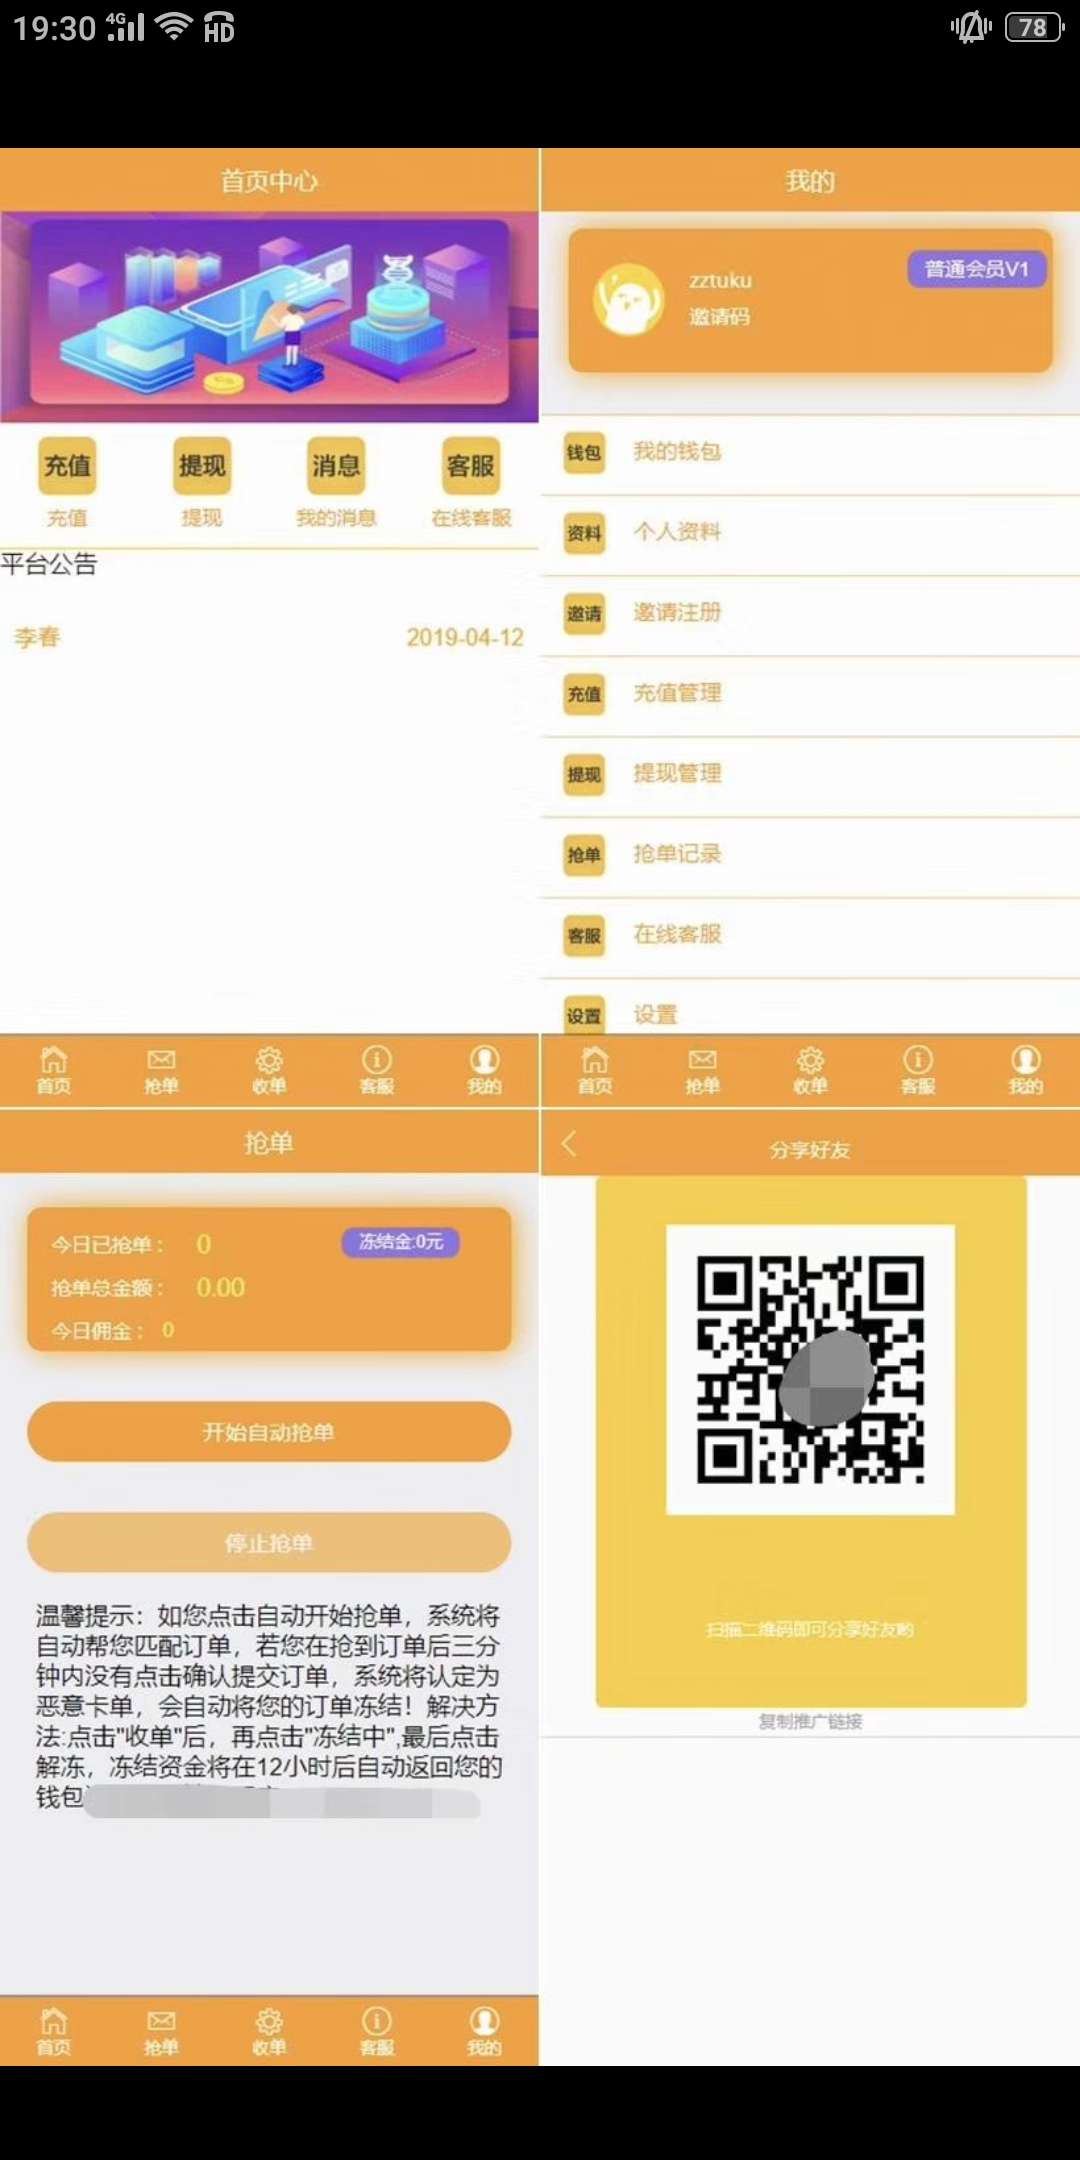 19:30 4G HD 78
首页中心
充值 提现 消息 客服
充值 提现 我的消息 在线客服
平台公告
李春 2019-04-12
首页 抢单 收单 客服 我的
我的
普通会员V1
zztuku
邀请码
钱包 我的钱包
资料 个人资料
邀请 邀请注册
充值 充值管理
提现 提现管理
抢单 抢单记录
客服 在线客服
设置 设置
首页 抢单 收单 客服 我的
抢单
今日已抢单： 0 冻结金:0元
抢单总金额： 0.00
今日佣金： 0
开始自动抢单
停止抢单
温馨提示：如您点击自动开始抢单，系统将
自动帮您匹配订单，若您在抢到订单后三分
钟内没有点击确认提交订单，系统将认定为
恶意卡单，会自动将您的订单冻结！解决方
法:点击"收单"后，再点击"冻结中",最后点击
解冻，冻结资金将在12小时后自动返回您的
钱包
首页 抢单 收单 客服 我的
分享好友
扫描二维码即可分享好友哟
复制推广链接